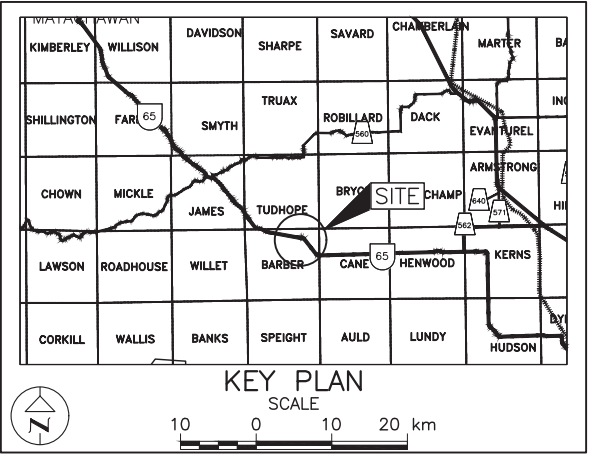 DAVIDSON SAVARD CHAMBERLAIN
KIMBERLEY WILLISON SHARPE MARTER
TRUAX
SHILLINGTON 65 SMYTH ROBILLARD DACK
560 EVANTUREL
ARMSTRONG
CHOWN MICKLE SITE CHAMP 640
JAMES TUDHOPE 562 571
LAWSON ROADHOUSE WILLET BARBER CANE 65 HENWOOD KERNS
CORKILL WALLIS BANKS SPEIGHT AULD LUNDY HUDSON
KEY PLAN
SCALE
10 0 10 20 km
N